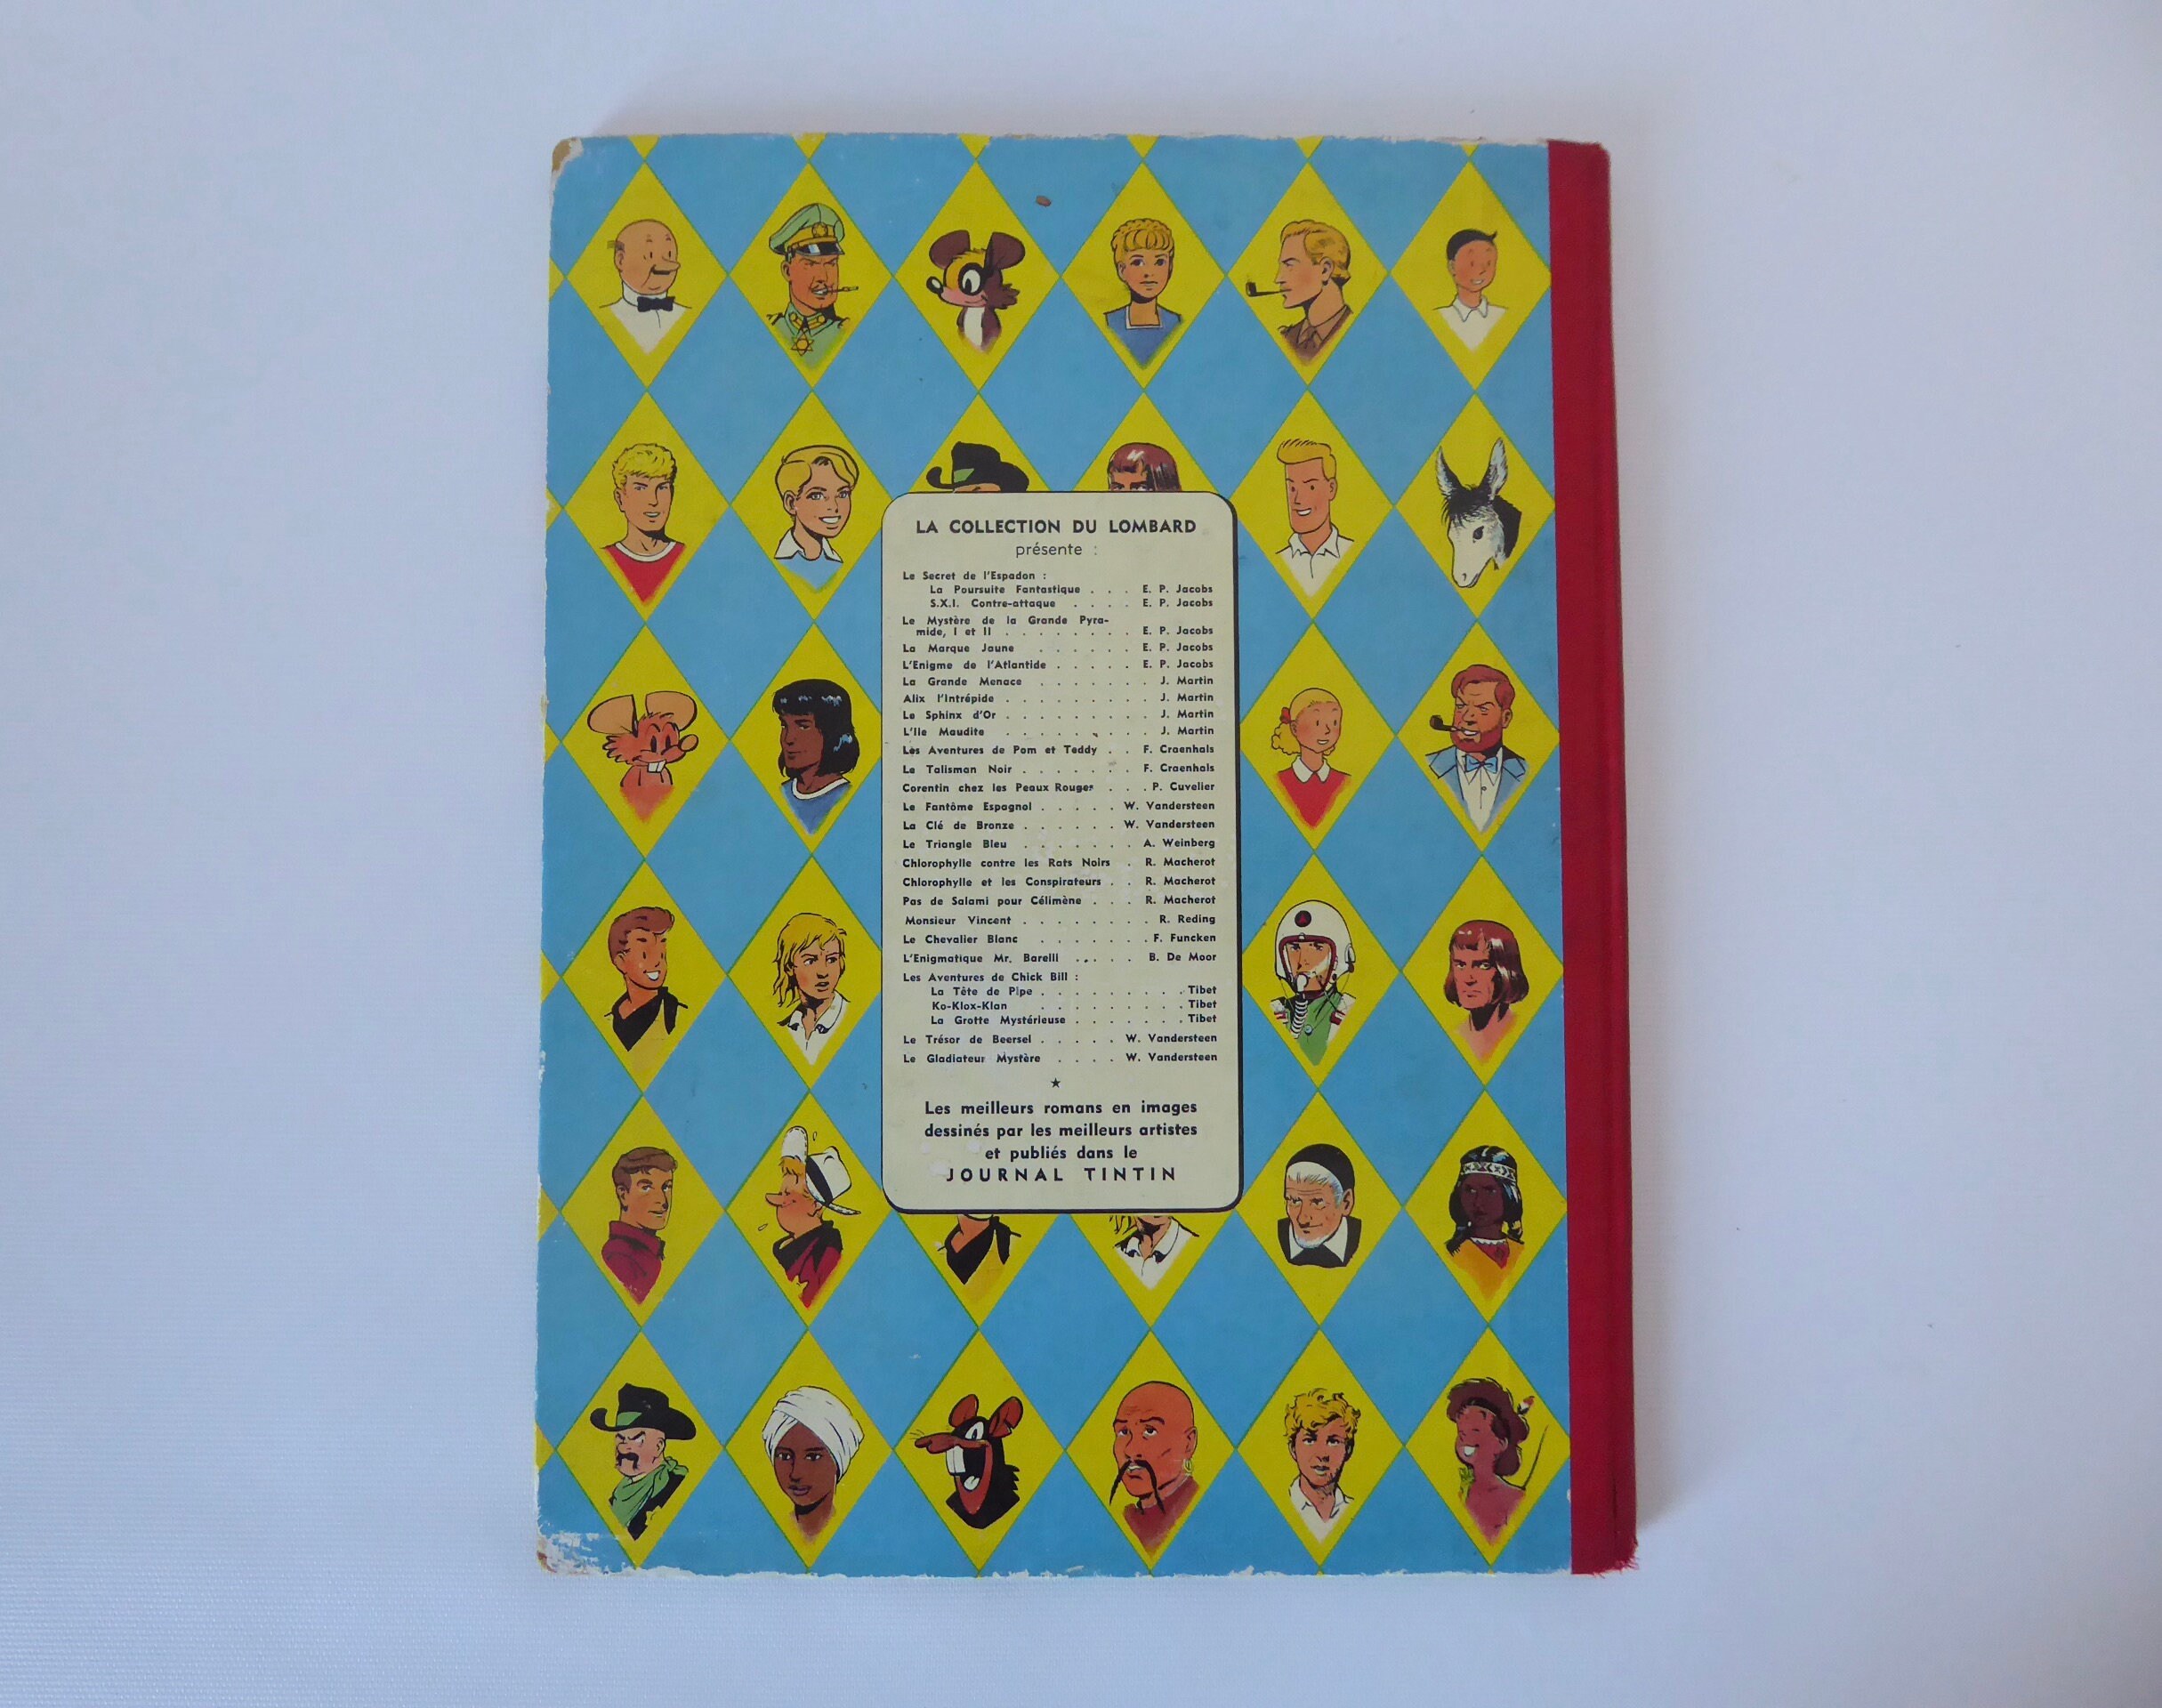 LA COLLECTION DU LOMBARD
présente :
Le Secret de l'Espadon :
La Poursuite Fantastique . . . E. P. Jacobs
S.X.I. Contre-attaque . . . . E. P. Jacobs
Le Mystère de la Grande Pyra-
mide, I et II . . . . . . . . E. P. Jacobs
La Marque Jaune . . . . . . E. P. Jacobs
L'Enigme de l'Atlantide . . . . . E. P. Jacobs
La Grande Menace . . . . . . . J. Martin
Alix l'Intrépide . . . . . . . . . J. Martin
Le Sphinx d'Or . . . . . . . . . J. Martin
L'Ile Maudite . . . . . . . . . J. Martin
Les Aventures de Pom et Teddy . . F. Craenhals
Le Talisman Noir . . . . . . . F. Craenhals
Corentin chez les Peaux Rouges . . . P. Cuvelier
Le Fantôme Espagnol . . . . . W. Vandersteen
La Clé de Bronze . . . . . . W. Vandersteen
Le Triangle Bleu . . . . . . . A. Weinberg
Chlorophylle contre les Rats Noirs . R. Macherot
Chlorophylle et les Conspirateurs . . R. Macherot
Pas de Salami pour Célimène . . . R. Macherot
Monsieur Vincent . . . . . . . . R. Reding
Le Chevalier Blanc . . . . . . . F. Funcken
L'Enigmatique Mr. Barelli . . . . . B. De Moor
Les Aventures de Chick Bill :
La Tête de Pipe . . . . . . . . . . Tibet
Ko-Klox-Klan . . . . . . . . . Tibet
La Grotte Mystérieuse . . . . . . . Tibet
Le Trésor de Beersel . . . . . W. Vandersteen
Le Gladiateur Mystère . . . . W. Vandersteen
★
Les meilleurs romans en images
dessinés par les meilleurs artistes
et publiés dans le
JOURNAL TINTIN